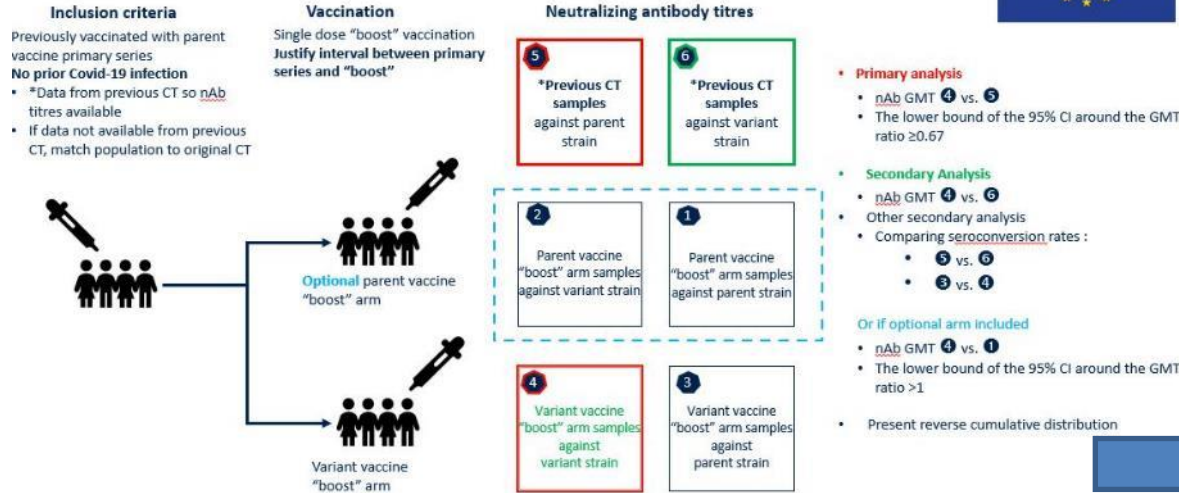 Inclusion criteria
Previously vaccinated with parent
vaccine primary series
No prior Covid-19 infection
• *Data from previous CT so nAb
titres available
• If data not available from previous
CT, match population to original CT
Vaccination
Single dose “boost” vaccination
Justify interval between primary
series and “boost”
Optional parent vaccine
“boost” arm
Variant vaccine
“boost” arm
Neutralizing antibody titres
5
*Previous CT
samples
against parent
strain
6
*Previous CT
samples
against variant
strain
2
Parent vaccine
“boost” arm samples
against variant strain
1
Parent vaccine
“boost” arm samples
against parent strain
4
Variant vaccine
“boost” arm samples
against
variant strain
3
Variant vaccine
“boost” arm samples
against
parent strain
• Primary analysis
• nAb GMT 4 vs. 5
• The lower bound of the 95% CI around the GMT
ratio ≥0.67
• Secondary Analysis
• nAb GMT 4 vs. 6
• Other secondary analysis
• Comparing seroconversion rates :
• 5 vs. 6
• 3 vs. 4
Or if optional arm included
• nAb GMT 4 vs. 1
• The lower bound of the 95% CI around the GMT
ratio >1
• Present reverse cumulative distribution